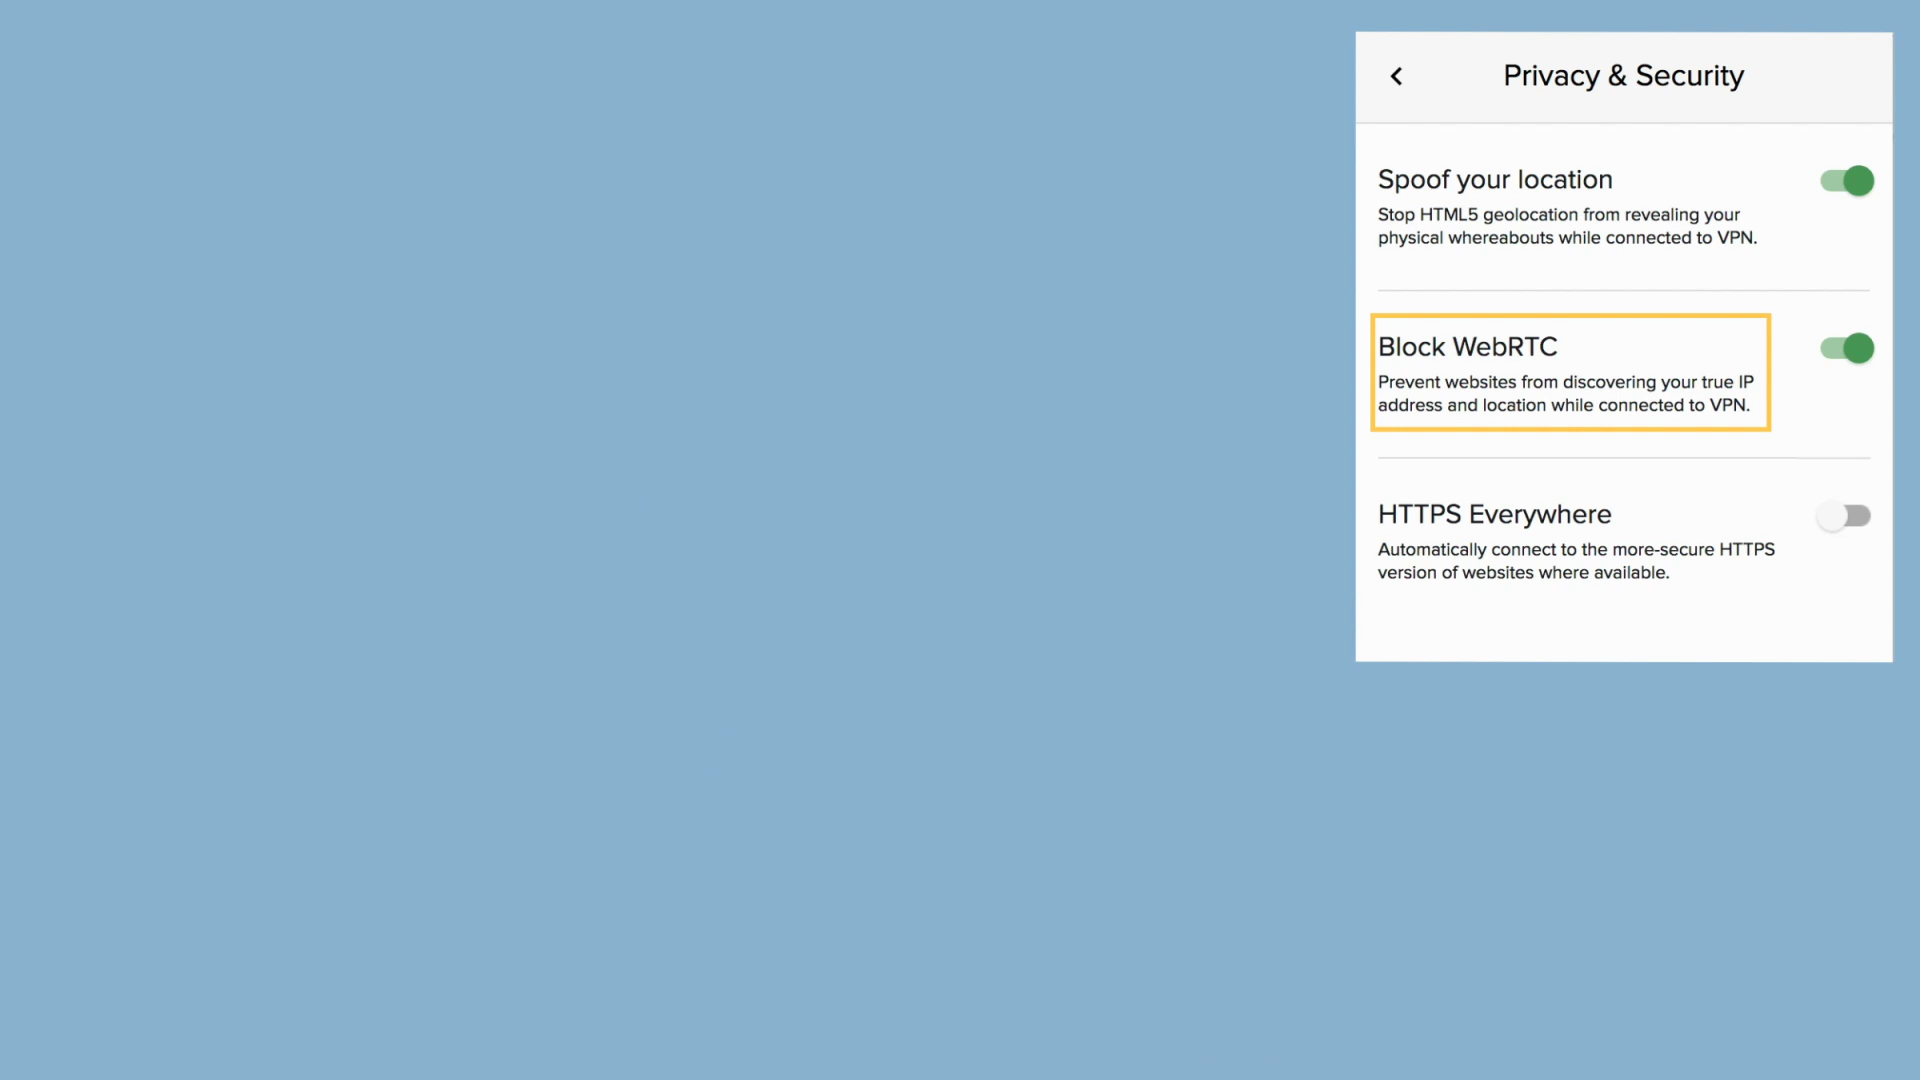 Privacy & Security
Spoof your location
Stop HTML5 geolocation from revealing your
physical whereabouts while connected to VPN.
Block WebRTC
Prevent websites from discovering your true IP
address and location while connected to VPN.
HTTPS Everywhere
Automatically connect to the more-secure HTTPS
version of websites where available.